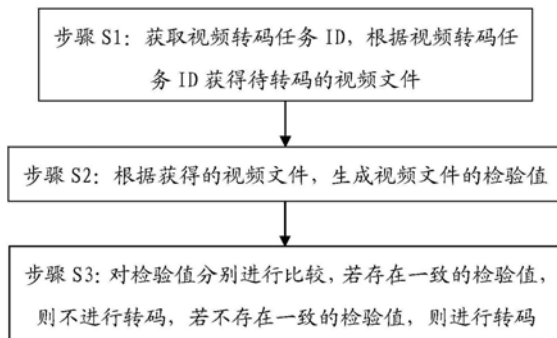 步骤 S1：获取视频转码任务 ID，根据视频转码任
务 ID 获得待转码的视频文件
步骤 S2：根据获得的视频文件，生成视频文件的检验值
步骤 S3：对检验值分别进行比较，若存在一致的检验值，
则不进行转码，若不存在一致的检验值，则进行转码